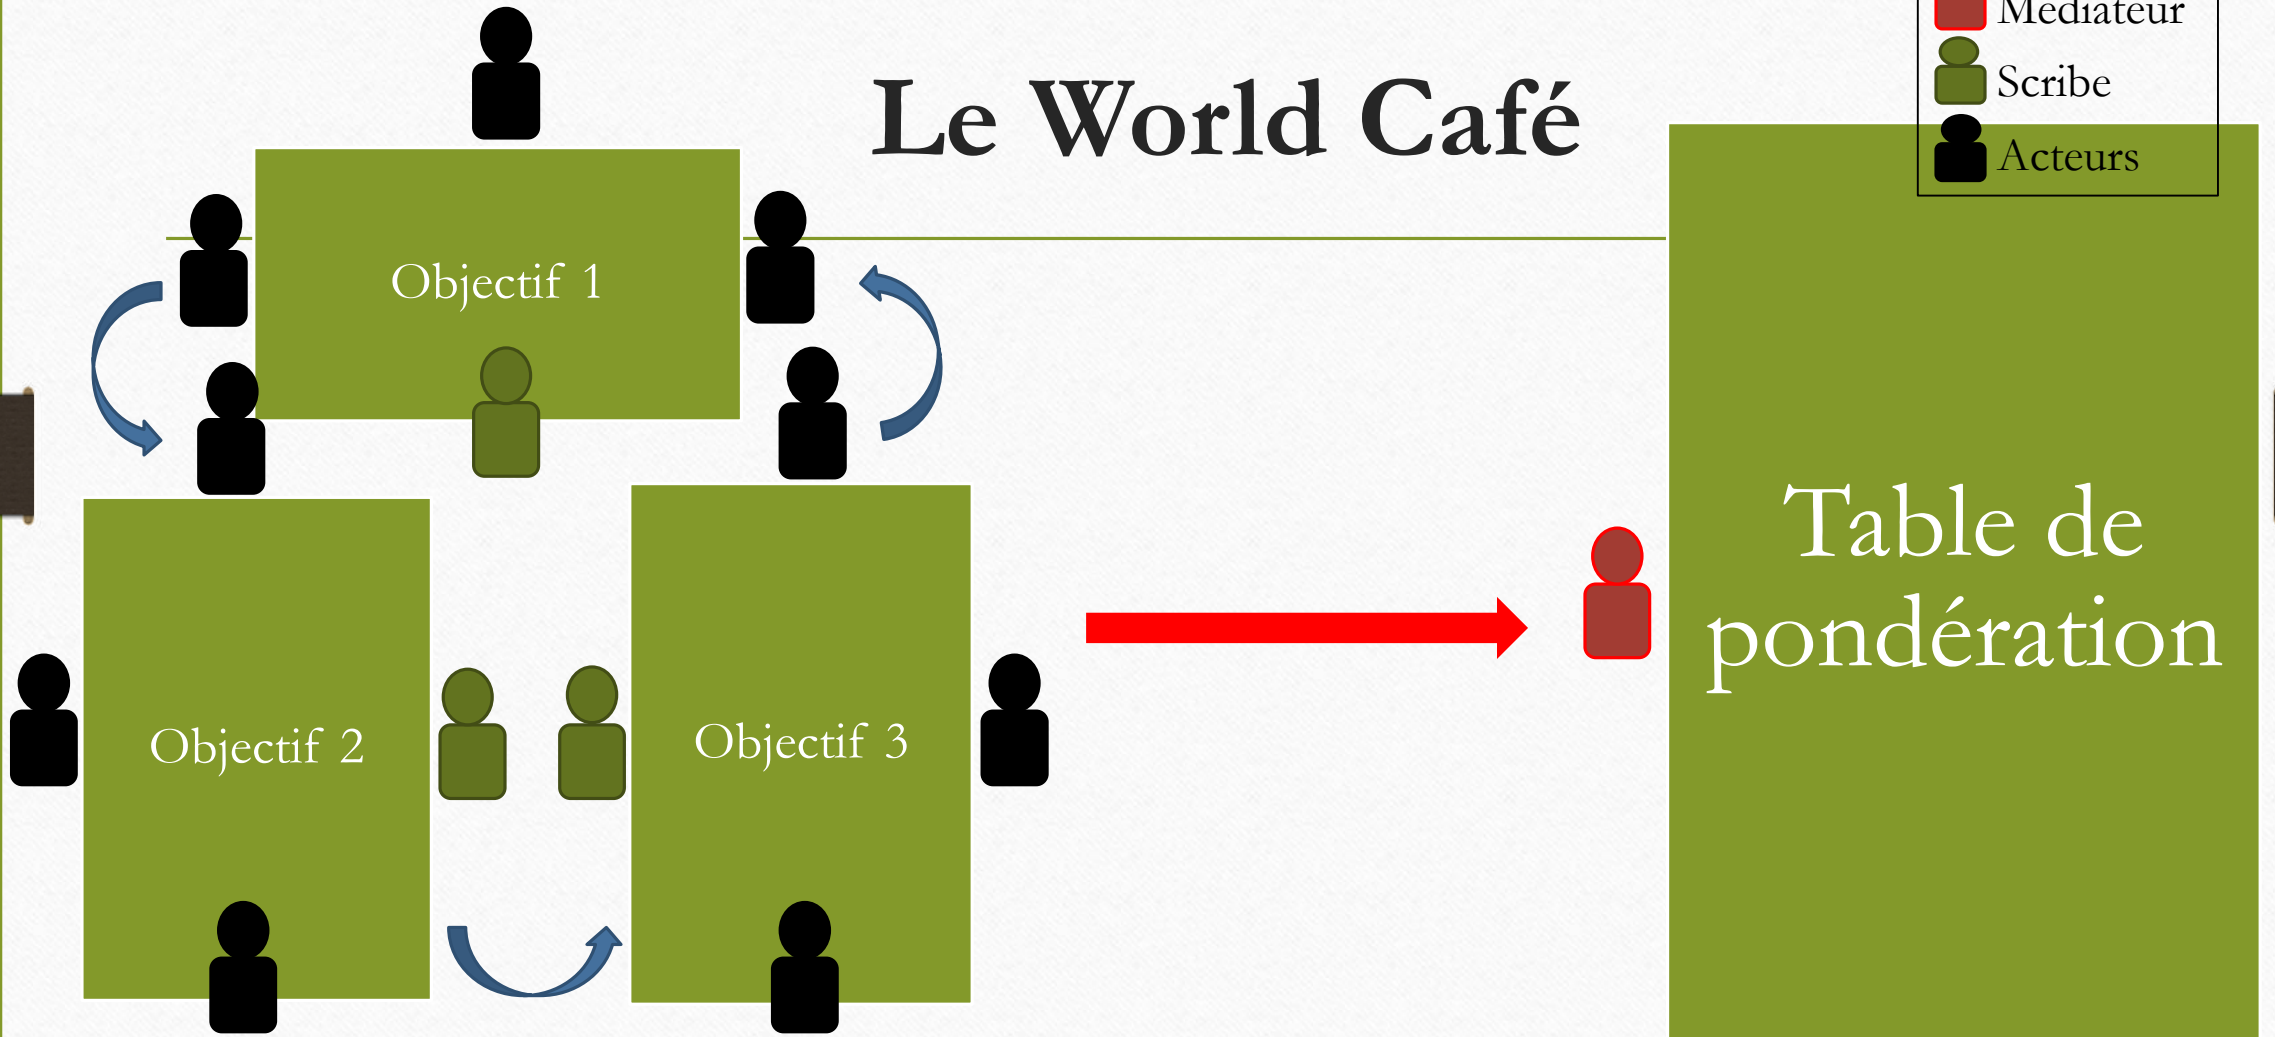 Médiateur
Le World Café
Scribe
Acteurs
Objectif 1
Table de
pondération
Objectif 2
Objectif 3